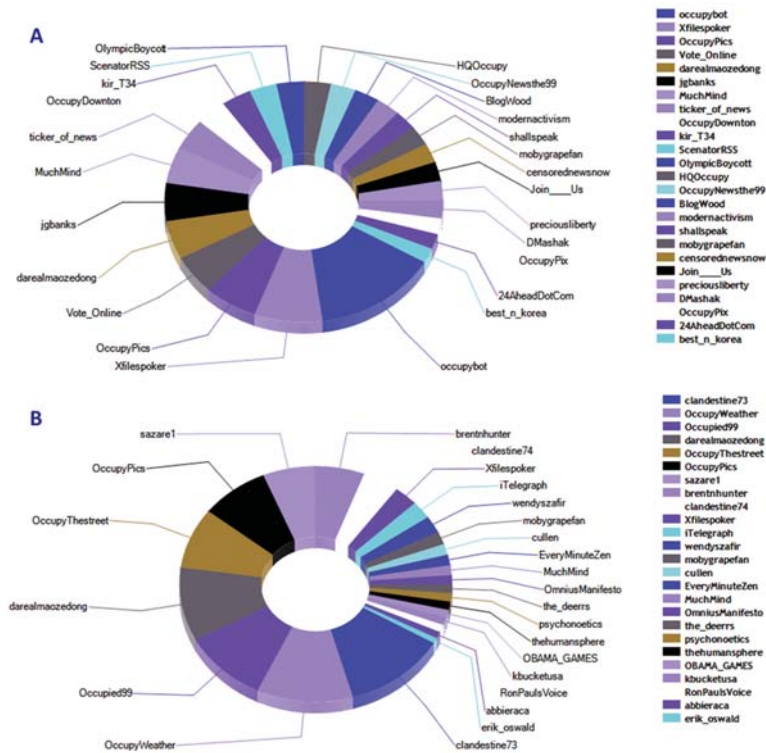 A
OlympicBoycott
ScenatorRSS
kir_T34
OccupyDownton
ticker_of_news
MuchMind
jgbanks
darealmaozedong
Vote_Online
OccupyPics
Xfilespoker
HQOccupy
OccupyNewsthe99
BlogWood
modernactivism
shallspeak
mobygrapefan
censorednewsnow
Join____Us
preciousliberty
DMashak
OccupyPix
24AheadDotCom
best_n_korea
occupybot
occupybot
Xfilespoker
OccupyPics
Vote_Online
darealmaozedong
jgbanks
MuchMind
ticker_of_news
OccupyDownton
kir_T34
ScenatorRSS
OlympicBoycott
HQOccupy
OccupyNewsthe99
BlogWood
modernactivism
shallspeak
mobygrapefan
censorednewsnow
Join____Us
preciousliberty
DMashak
OccupyPix
24AheadDotCom
best_n_korea
B
sazare1
OccupyPics
OccupyThestreet
darealmaozedong
Occupied99
OccupyWeather
brentnhunter
clandestine74
Xfilespoker
iTelegraph
wendyszafir
mobygrapefan
cullen
EveryMinuteZen
MuchMind
OmniusManifesto
the_deerrs
psychonoetics
thehumansphere
OBAMA_GAMES
kbucketusa
RonPaulsVoice
abbieraca
erik_oswald
clandestine73
clandestine73
OccupyWeather
Occupied99
darealmaozedong
OccupyThestreet
OccupyPics
sazare1
brentnhunter
clandestine74
Xfilespoker
iTelegraph
wendyszafir
mobygrapefan
cullen
EveryMinuteZen
MuchMind
OmniusManifesto
the_deerrs
psychonoetics
thehumansphere
OBAMA_GAMES
kbucketusa
RonPaulsVoice
abbieraca
erik_oswald